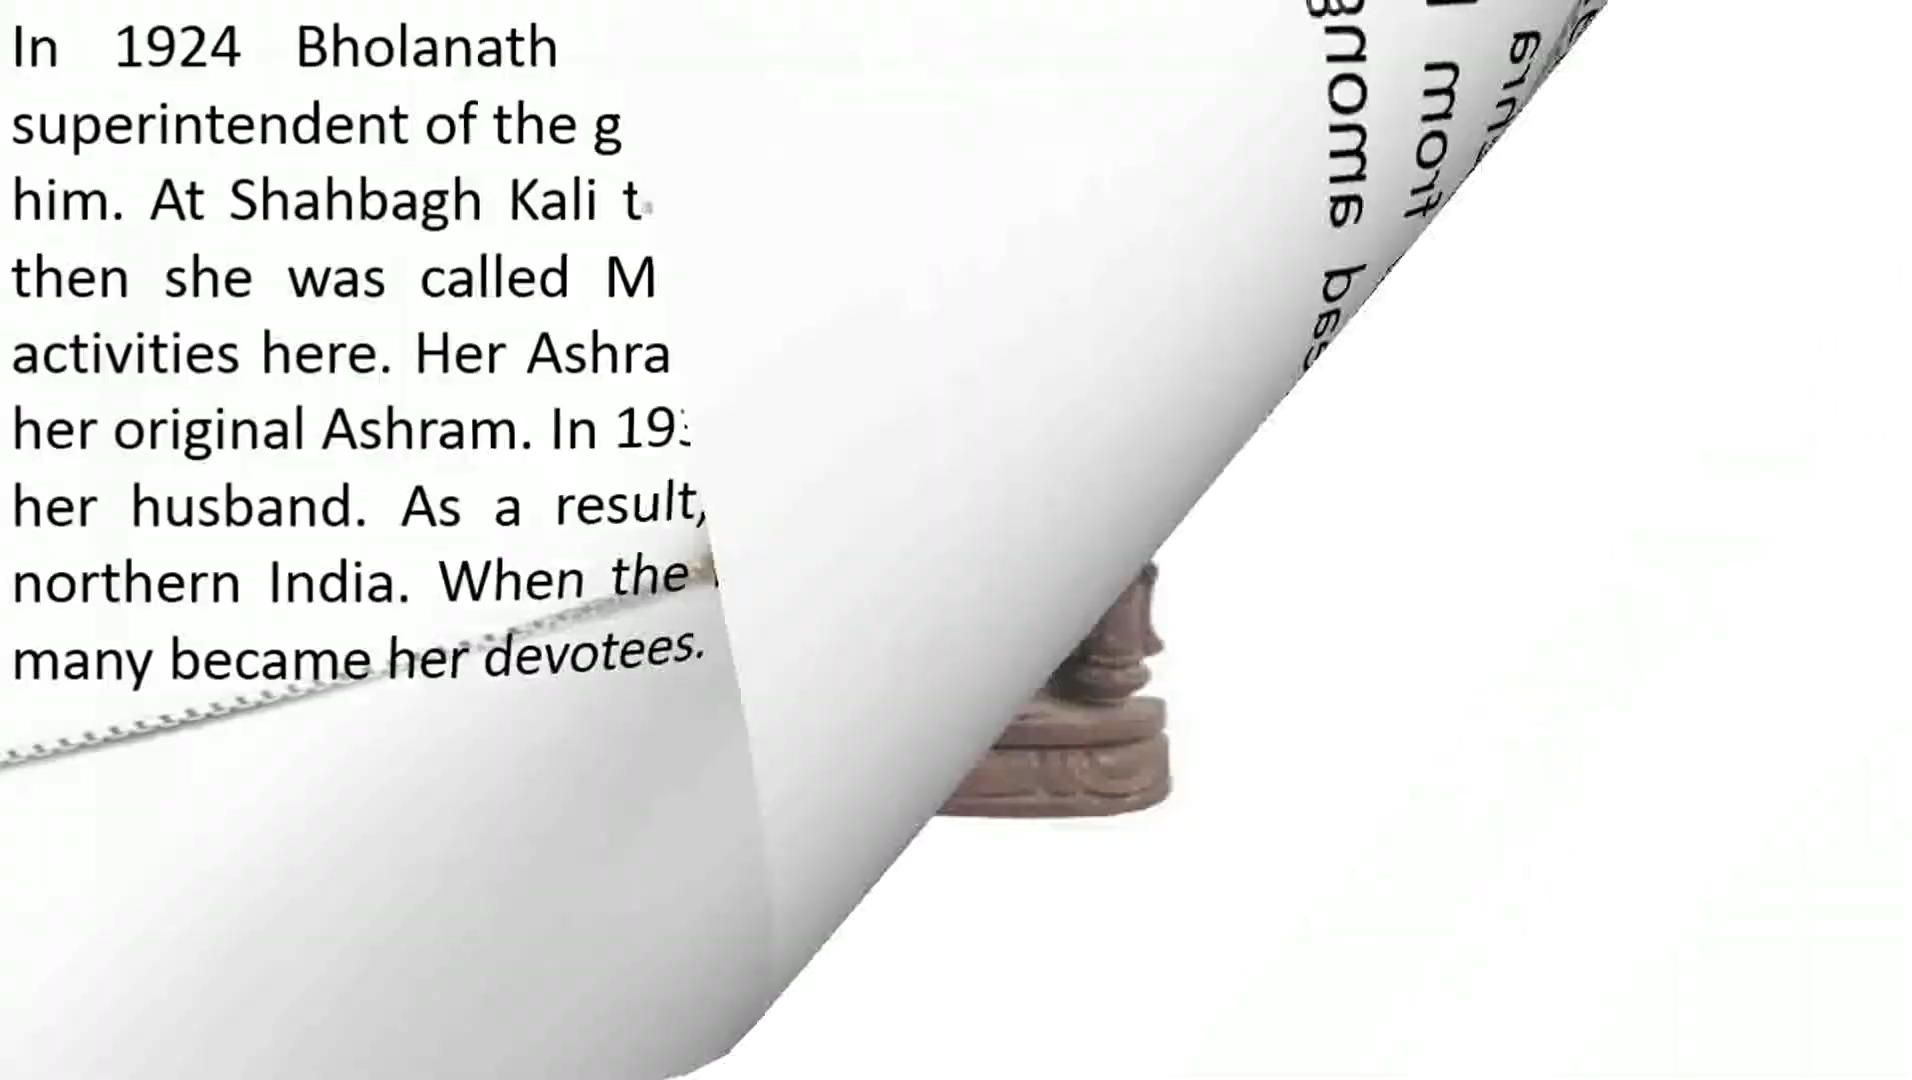 In 1924 Bholanath
superintendent of the g
him. At Shahbagh Kali t
then she was called M
activities here. Her Ashra
her original Ashram. In 19
her husband. As a result,
northern India. When the
many became her devotees.
from